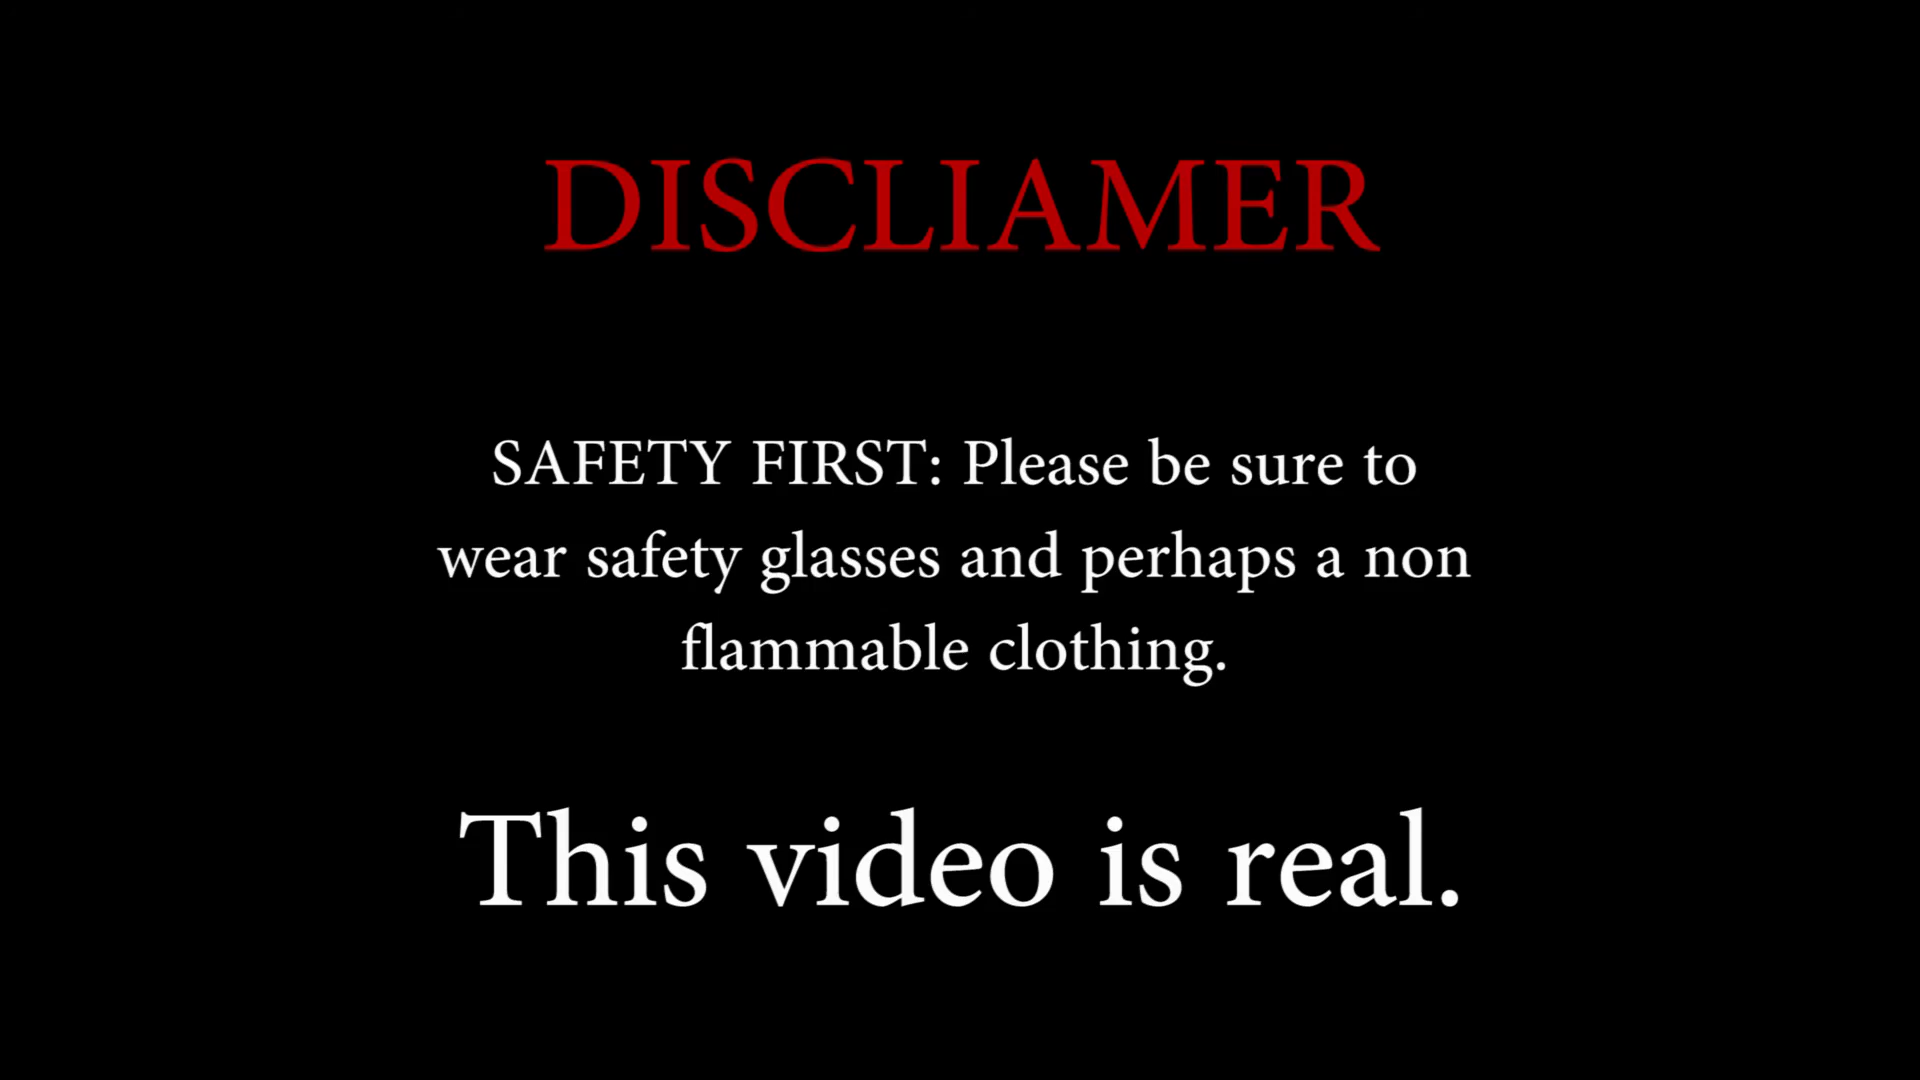 DISCLIAMER
SAFETY FIRST: Please be sure to
wear safety glasses and perhaps a non
flammable clothing.
This video is real.